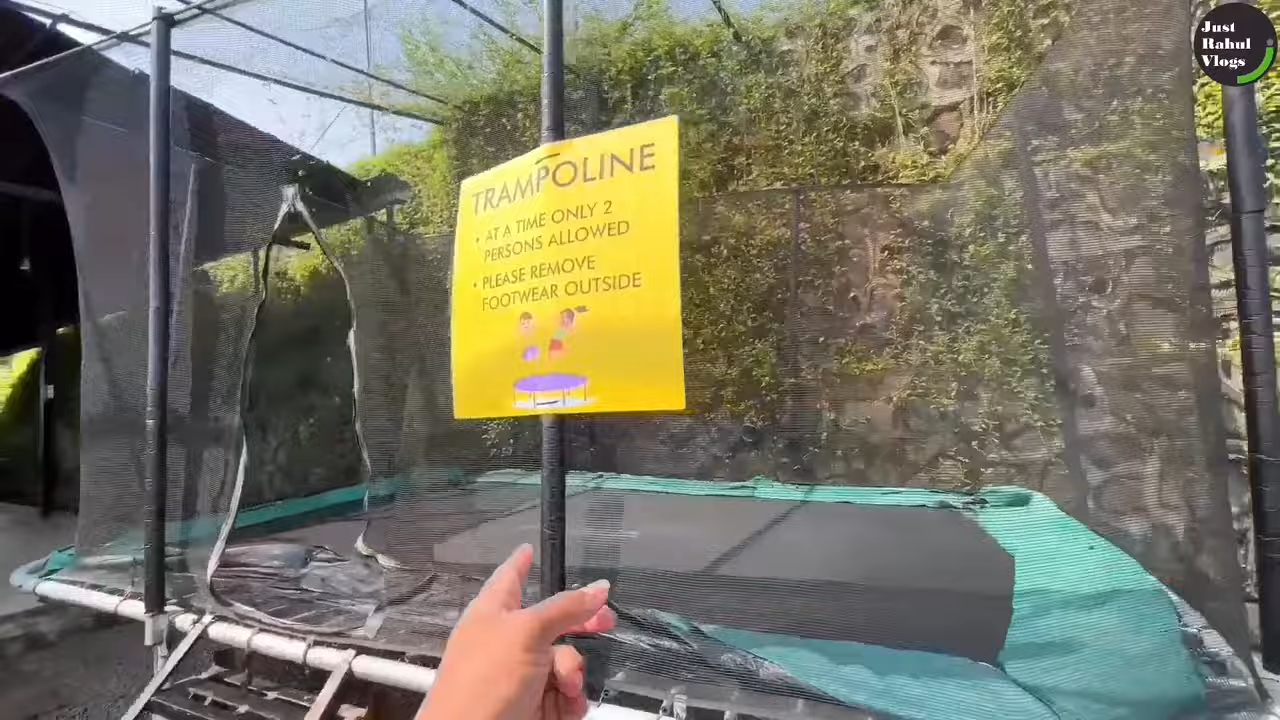 Just
Rahul
Vlogs
TRAMPOLINE
• AT A TIME ONLY 2
PERSONS ALLOWED
• PLEASE REMOVE
FOOTWEAR OUTSIDE